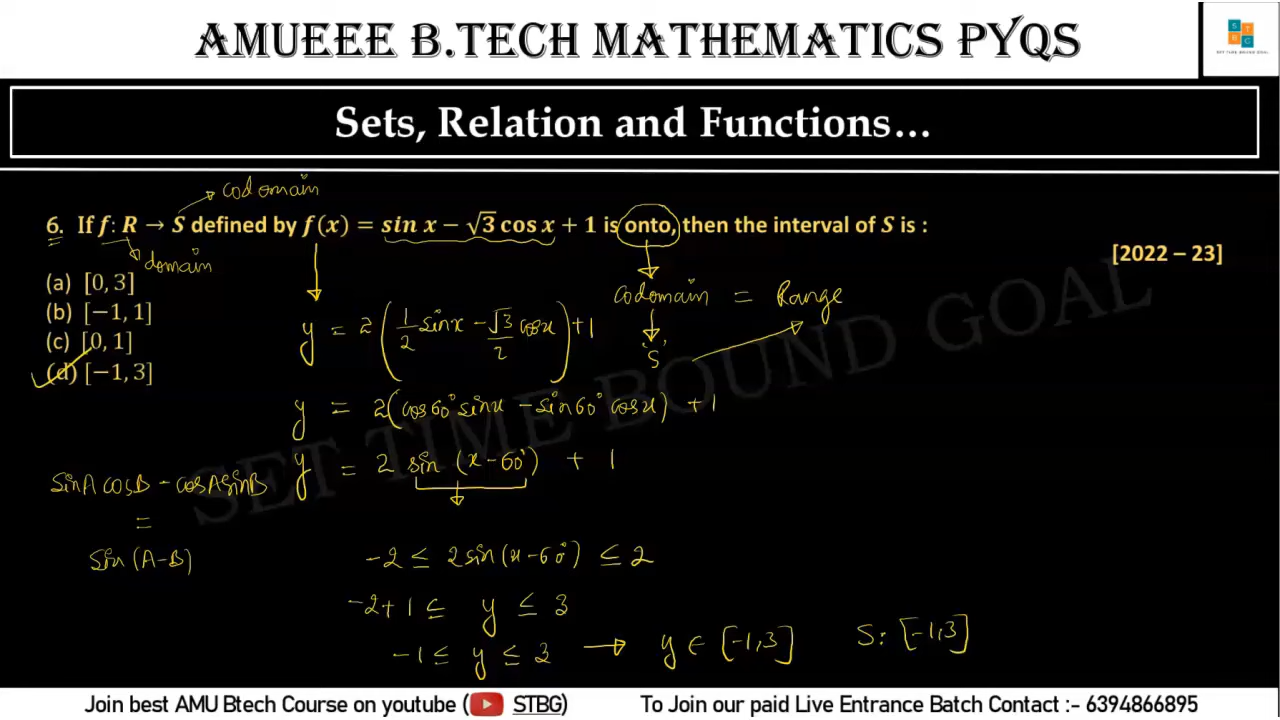 AMUEEE B.TECH MATHEMATICS PYQS
S T
B G
SET TIME BOUND GOAL
Sets, Relation and Functions...
codomain
6. If f: R → S defined by f(x) = sin x − √3 cos x + 1 is onto, then the interval of S is :
domain
[2022 – 23]
(a) [0, 3]
(b) [−1, 1]
(c) [0, 1]
(d) [−1, 3]
codomain = Range
S
y = 2(1/2 sinx − √3/2 cosx) + 1
y = 2(cos60° sinx − sin60° cosx) + 1
y = 2 sin (x−60°) + 1
sinA cosB − cosA sinB
=
sin(A−B)
−2 ≤ 2sin(x−60°) ≤ 2
−2+1 ≤ y ≤ 3
−1 ≤ y ≤ 3 → y ∈ [−1,3] S: [−1,3]
SET TIME BOUND GOAL
Join best AMU Btech Course on youtube ( STBG) To Join our paid Live Entrance Batch Contact :- 6394866895